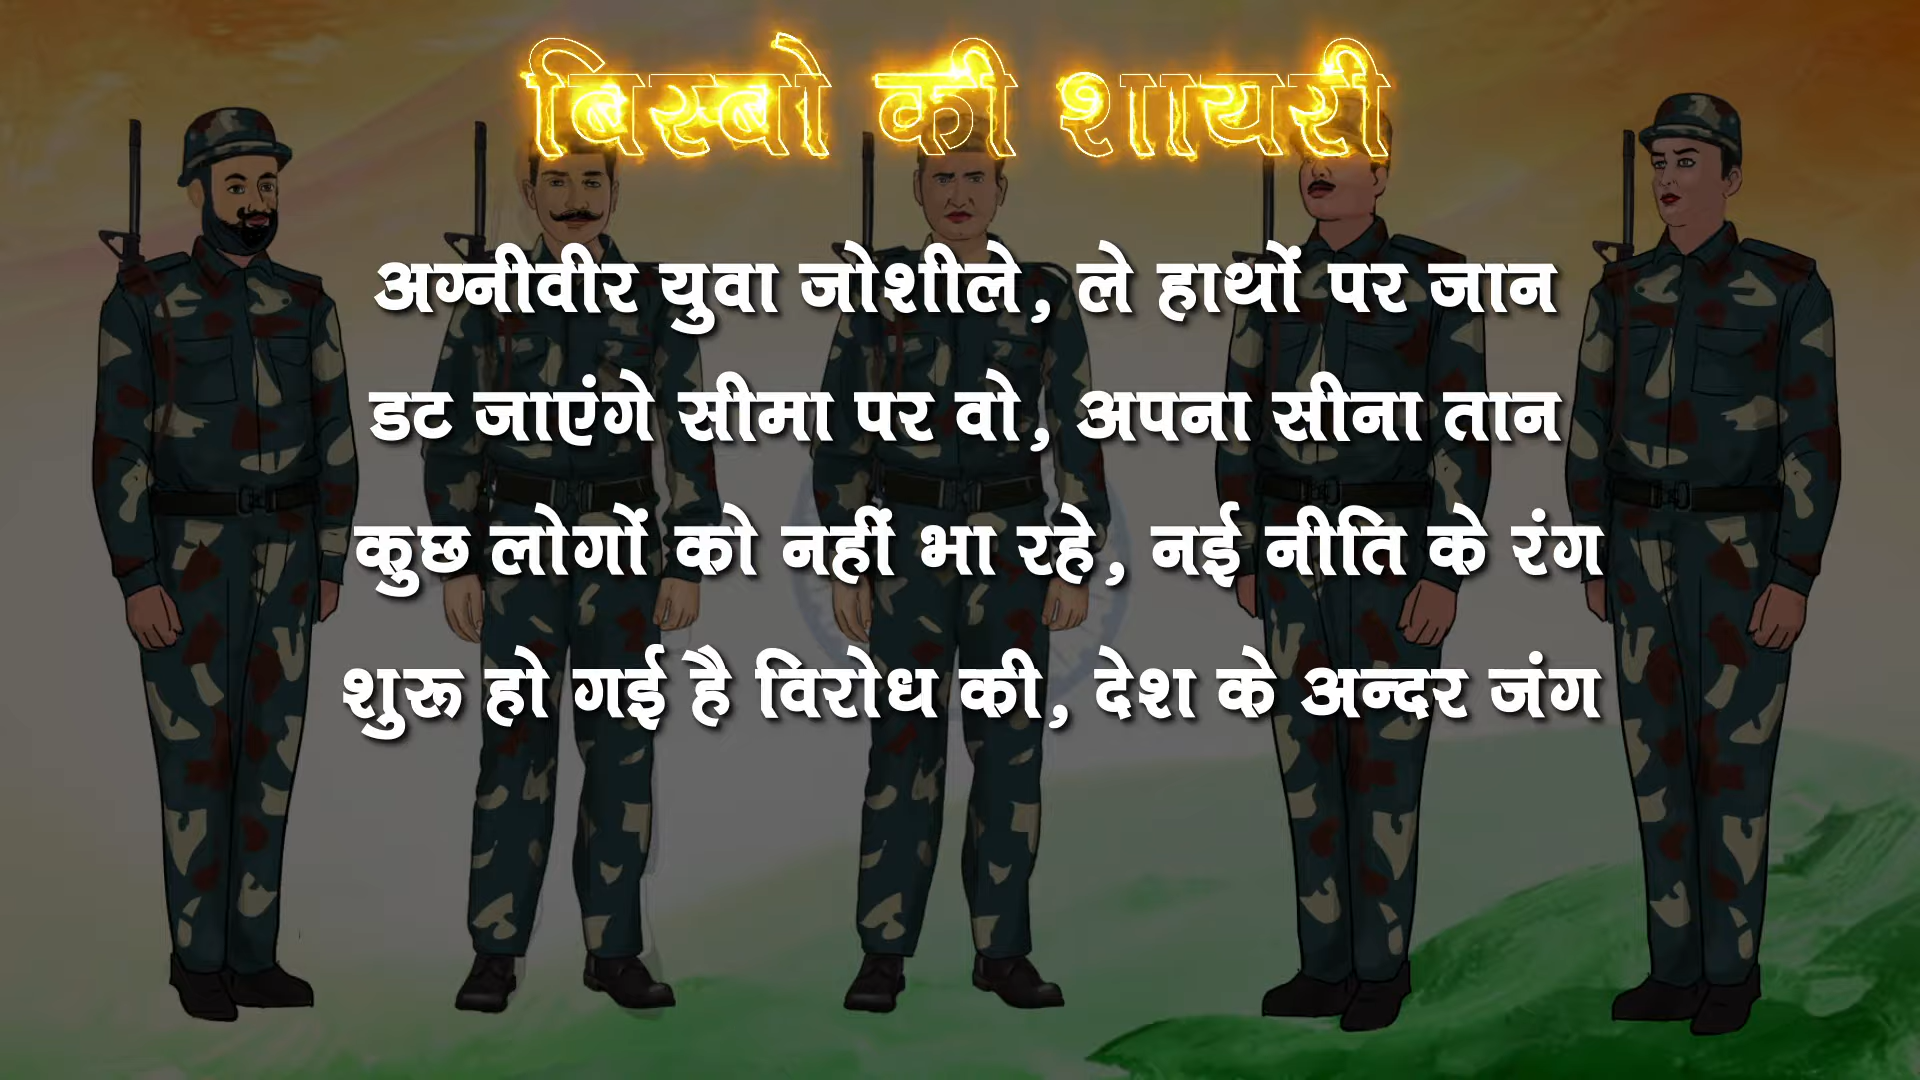 बिस्बो की शायरी
अग्नीवीर युवा जोशीले, ले हाथों पर जान
डट जाएंगे सीमा पर वो, अपना सीना तान
कुछ लोगों को नहीं भा रहे, नई नीति के रंग
शुरू हो गई है विरोध की, देश के अन्दर जंग